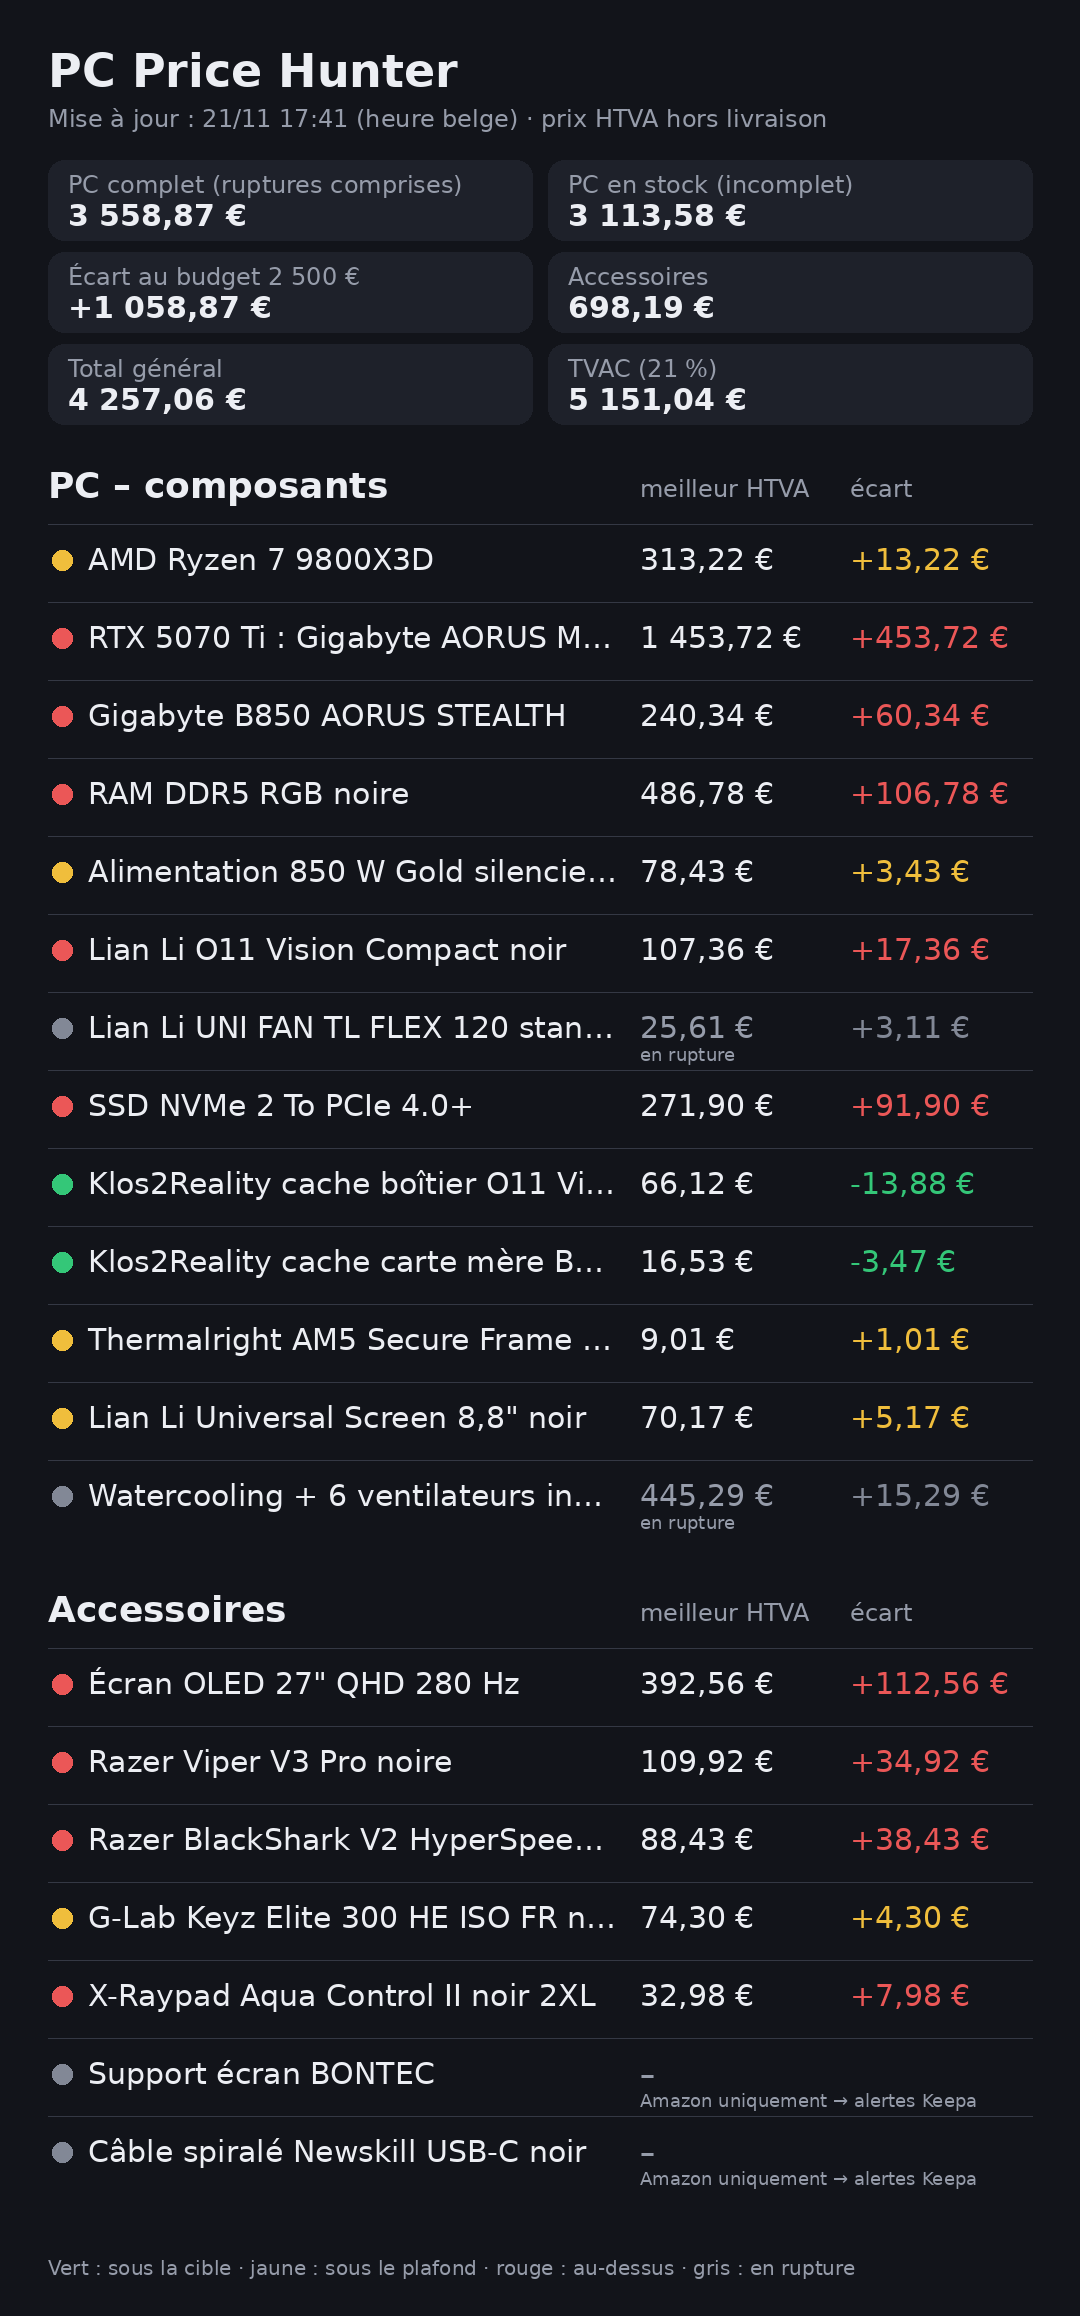 PC Price Hunter
Mise à jour : 21/11 17:41 (heure belge) · prix HTVA hors livraison
PC complet (ruptures comprises)
3 558,87 €
PC en stock (incomplet)
3 113,58 €
Écart au budget 2 500 €
+1 058,87 €
Accessoires
698,19 €
Total général
4 257,06 €
TVAC (21 %)
5 151,04 €
PC – composants meilleur HTVA écart
AMD Ryzen 7 9800X3D 313,22 € +13,22 €
RTX 5070 Ti : Gigabyte AORUS M… 1 453,72 € +453,72 €
Gigabyte B850 AORUS STEALTH 240,34 € +60,34 €
RAM DDR5 RGB noire 486,78 € +106,78 €
Alimentation 850 W Gold silencie… 78,43 € +3,43 €
Lian Li O11 Vision Compact noir 107,36 € +17,36 €
Lian Li UNI FAN TL FLEX 120 stan… 25,61 € +3,11 €
en rupture
SSD NVMe 2 To PCIe 4.0+ 271,90 € +91,90 €
Klos2Reality cache boîtier O11 Vi… 66,12 € -13,88 €
Klos2Reality cache carte mère B… 16,53 € -3,47 €
Thermalright AM5 Secure Frame … 9,01 € +1,01 €
Lian Li Universal Screen 8,8" noir 70,17 € +5,17 €
Watercooling + 6 ventilateurs in… 445,29 € +15,29 €
en rupture
Accessoires meilleur HTVA écart
Écran OLED 27" QHD 280 Hz 392,56 € +112,56 €
Razer Viper V3 Pro noire 109,92 € +34,92 €
Razer BlackShark V2 HyperSpee… 88,43 € +38,43 €
G-Lab Keyz Elite 300 HE ISO FR n… 74,30 € +4,30 €
X-Raypad Aqua Control II noir 2XL 32,98 € +7,98 €
Support écran BONTEC –
Amazon uniquement → alertes Keepa
Câble spiralé Newskill USB-C noir –
Amazon uniquement → alertes Keepa
Vert : sous la cible · jaune : sous le plafond · rouge : au-dessus · gris : en rupture